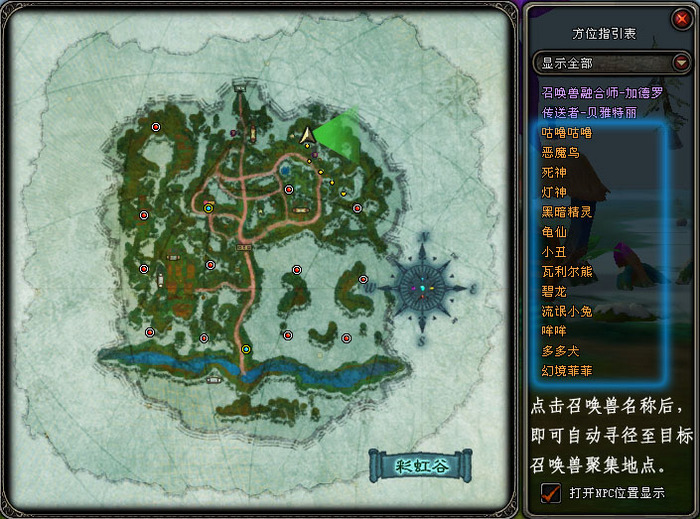 方位指引表
显示全部
召唤兽融合师-加德罗
传送者-贝雅特丽
咕噜咕噜
恶魔鸟
死神
灯神
黑暗精灵
龟仙
小丑
瓦利尔熊
碧龙
流氓小兔
哞哞
多多犬
幻境菲菲
点击召唤兽名称后，
即可自动寻径至目标
召唤兽聚集地点。
打开NPC位置显示
彩虹谷
S